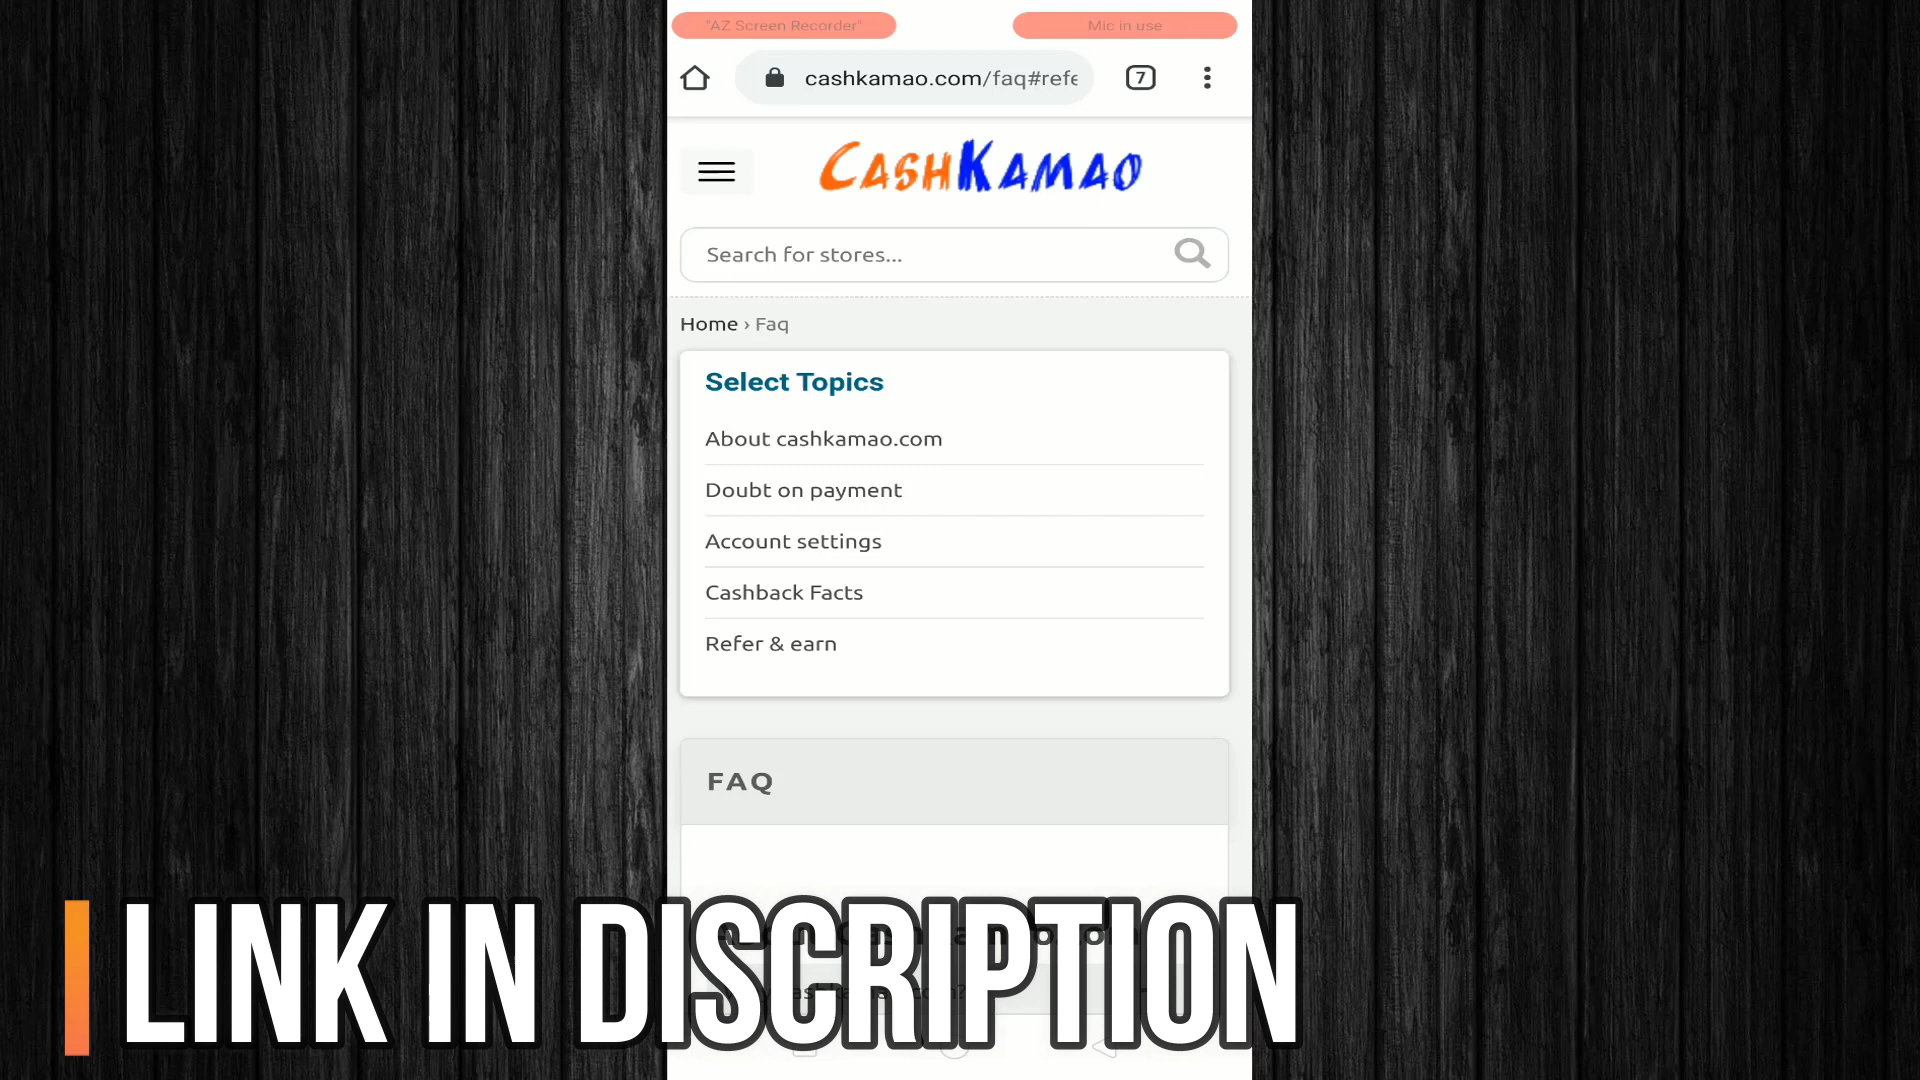 "AZ Screen Recorder"
Mic in use
cashkamao.com/faq#refe
7
CASHKAMAO
Search for stores...
Home › Faq
Select Topics
About cashkamao.com
Doubt on payment
Account settings
Cashback Facts
Refer & earn
FAQ
LINK IN DISCRIPTION